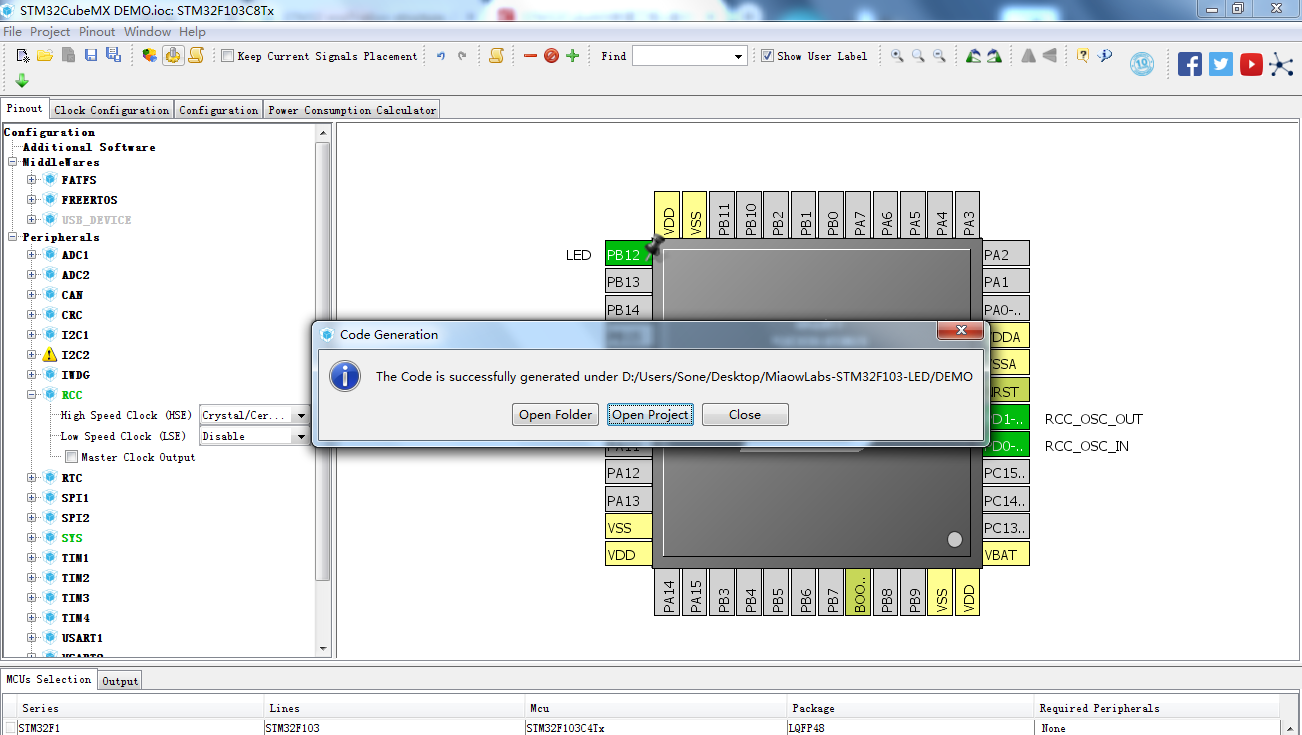 STM32CubeMX DEMO.ioc: STM32F103C8Tx
File Project Pinout Window Help
Keep Current Signals Placement Find Show User Label
Pinout Clock Configuration Configuration Power Consumption Calculator
Configuration
Additional Software
MiddleWares
FATFS
FREERTOS
USB_DEVICE
Peripherals
ADC1
ADC2
CAN
CRC
I2C1
I2C2
IWDG
RCC
High Speed Clock (HSE) Crystal/Cer...
Low Speed Clock (LSE) Disable
Master Clock Output
RTC
SPI1
SPI2
SYS
TIM1
TIM2
TIM3
TIM4
USART1
VDD VSS PB11 PB10 PB2 PB1 PB0 PA7 PA6 PA5 PA4 PA3
LED PB12 PA2
PB13 PA1
PB14 PA0-..
Code Generation
The Code is successfully generated under D:/Users/Sone/Desktop/MiaowLabs-STM32F103-LED/DEMO
Open Folder Open Project Close
RCC_OSC_OUT
RCC_OSC_IN
PA12 PC15..
PA13 PC14..
VSS PC13..
VDD VBAT
PA14 PA15 PB3 PB4 PB5 PB6 PB7 BOO.. PB8 PB9 VSS VDD
MCUs Selection Output
Series Lines Mcu Package Required Peripherals
STM32F1 STM32F103 STM32F103C4Tx LQFP48 None